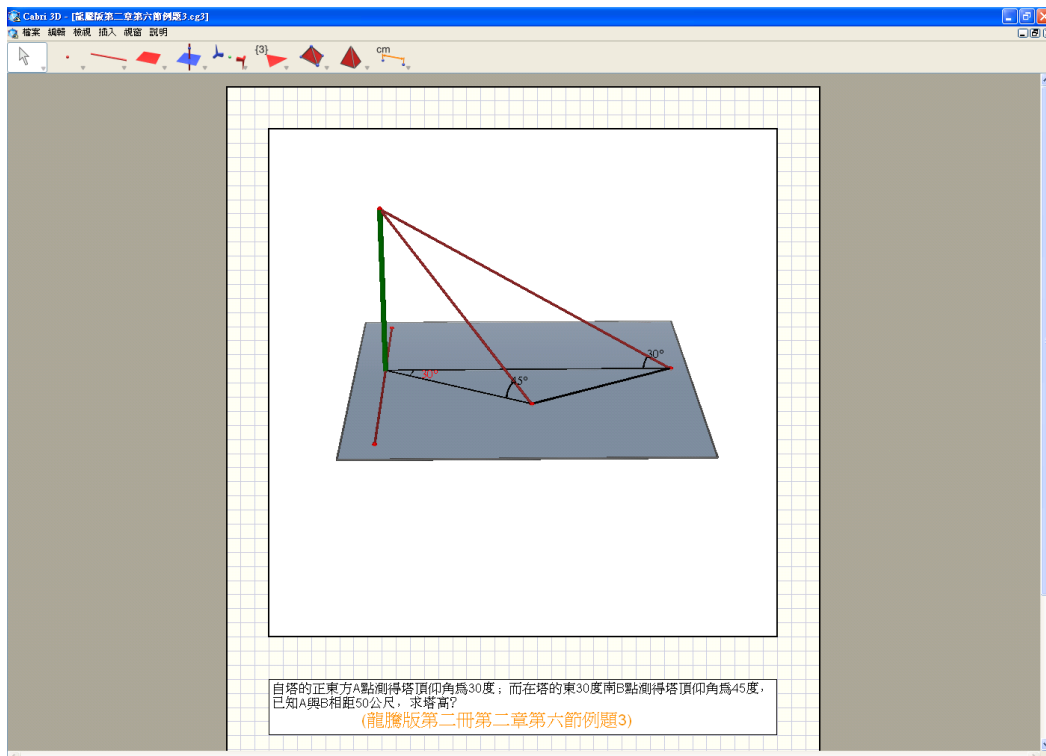 Cabri 3D - [龍騰版第二章第六節例題3.cg3]
檔案 編輯 檢視 插入 視窗 說明
{3}
cm
30°
30°
45°
自塔的正東方A點測得塔頂仰角為30度；而在塔的東30度南B點測得塔頂仰角為45度，
已知A與B相距50公尺，求塔高?
(龍騰版第二冊第二章第六節例題3)